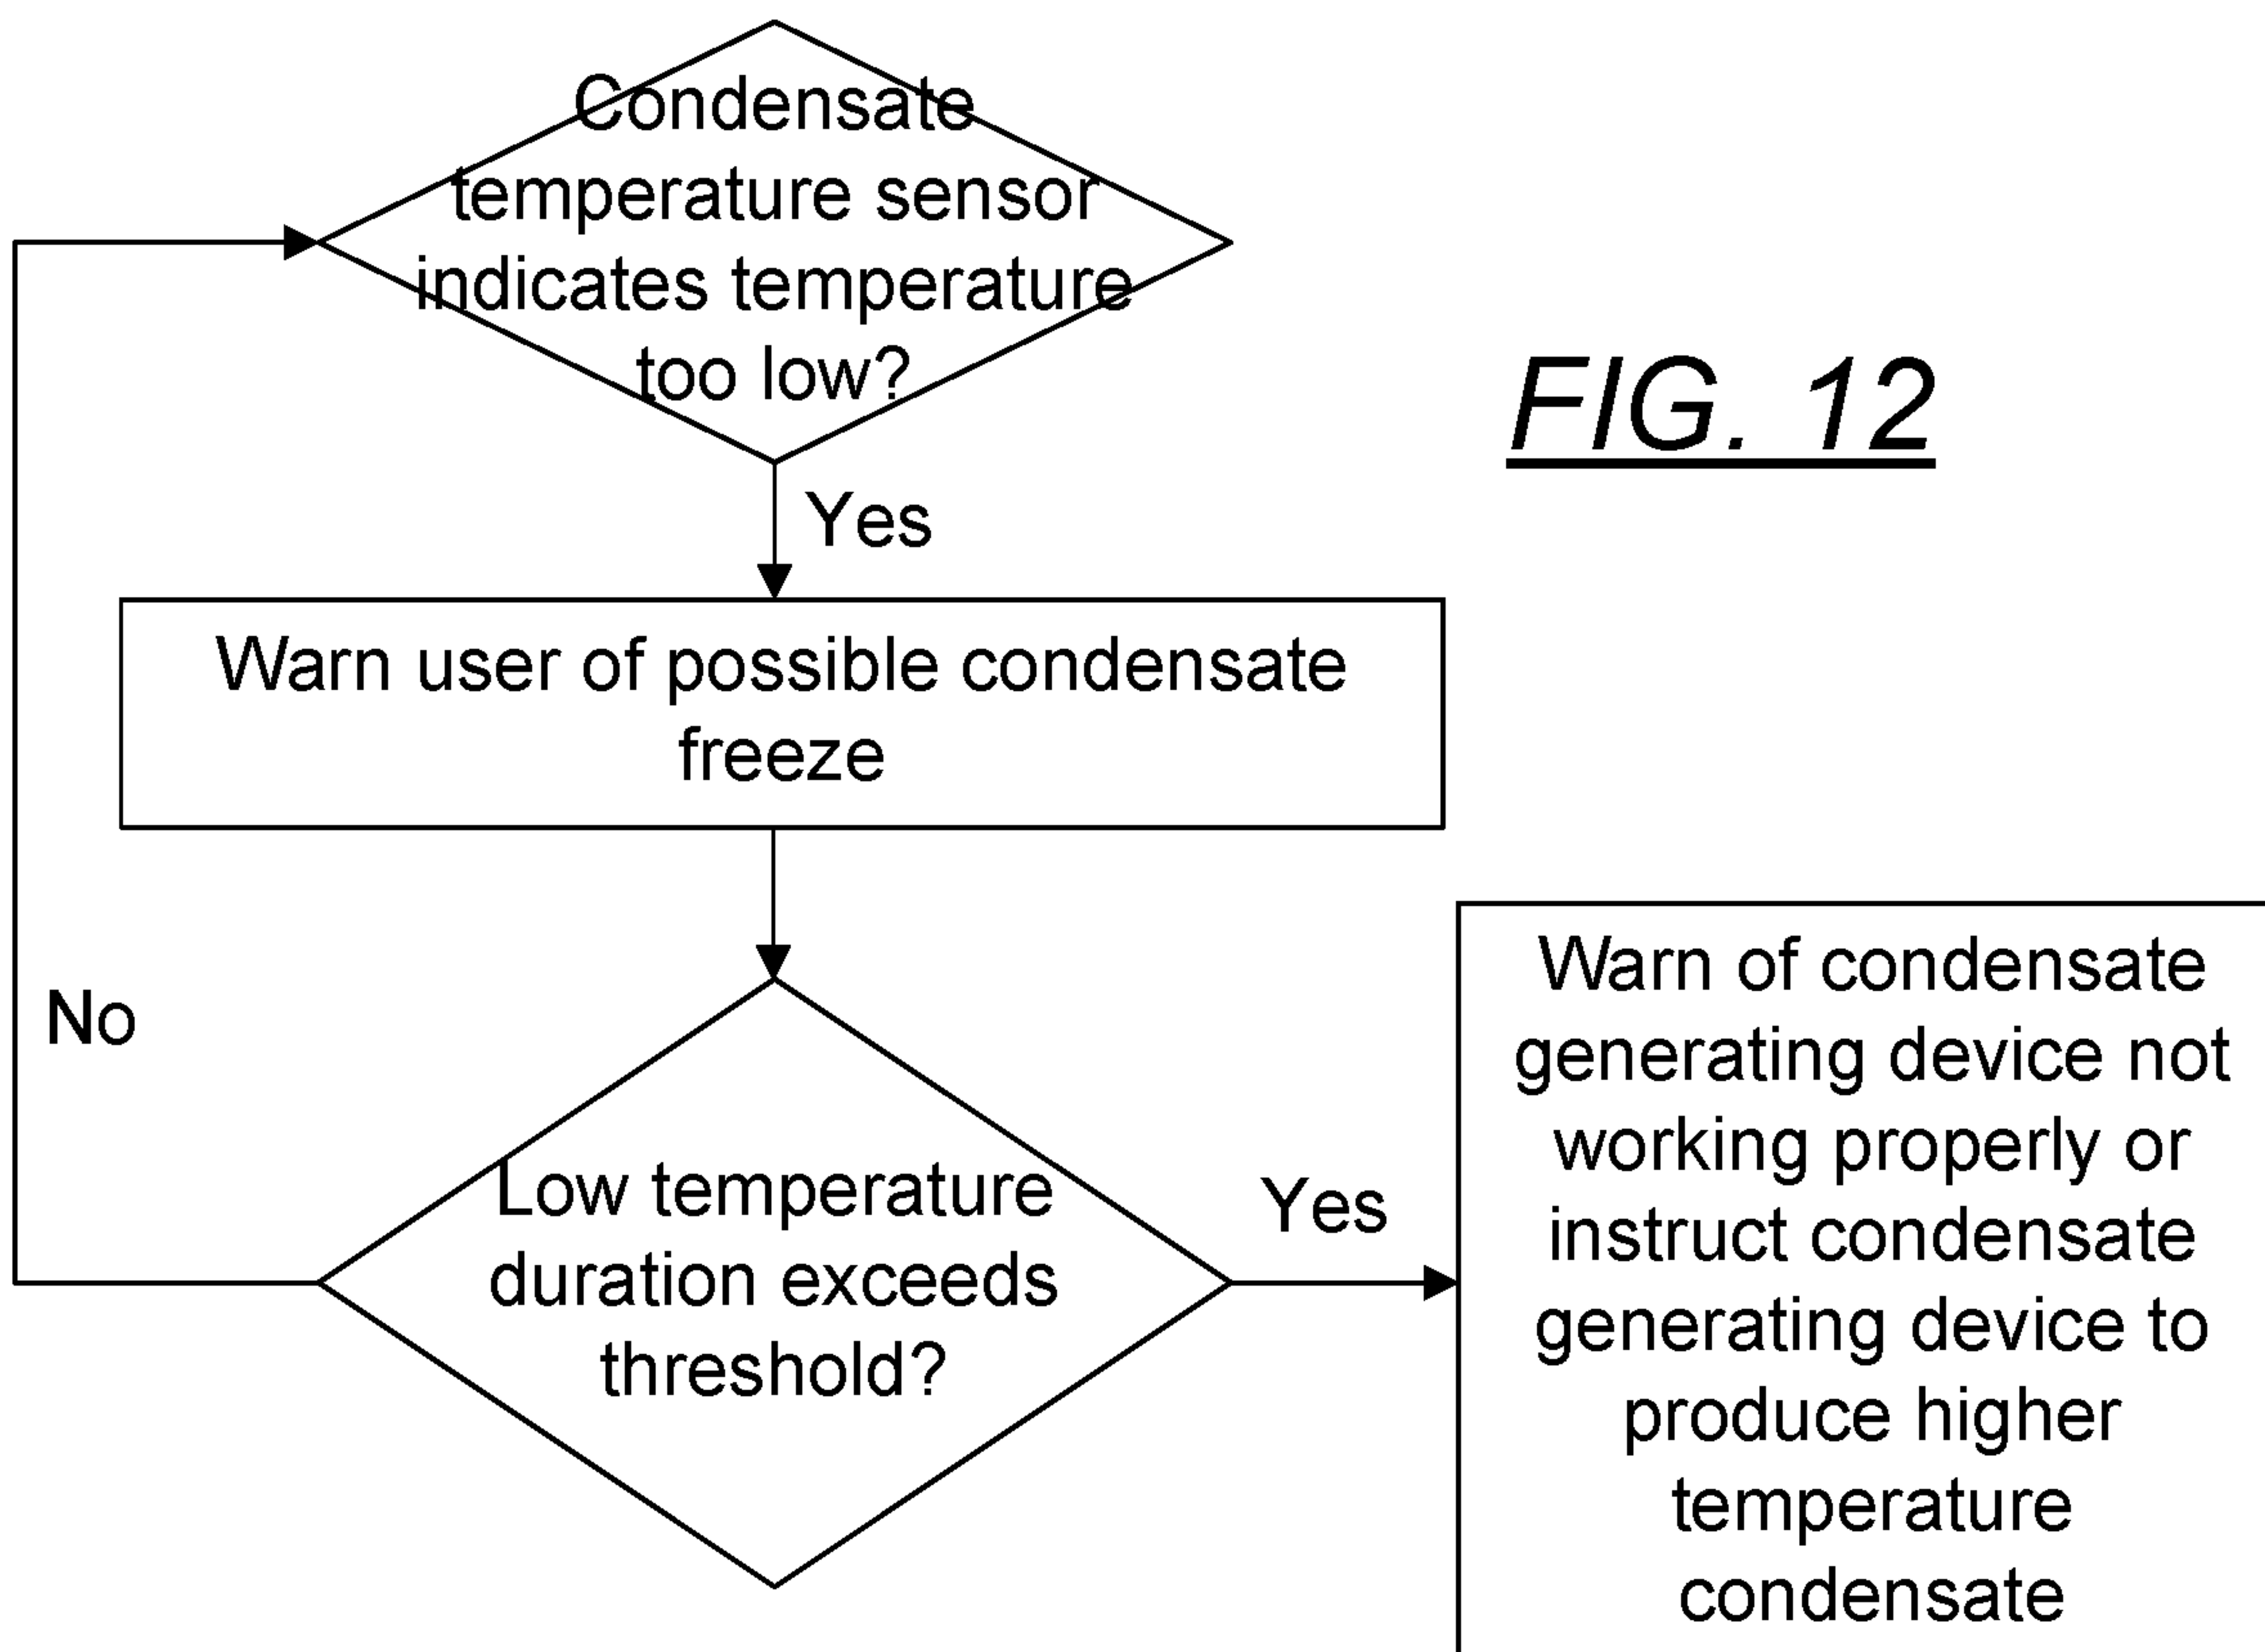 Condensate
temperature sensor
indicates temperature
too low?
FIG. 12
Yes
Warn user of possible condensate
freeze
No
Low temperature
duration exceeds
threshold?
Yes
Warn of condensate
generating device not
working properly or
instruct condensate
generating device to
produce higher
temperature
condensate